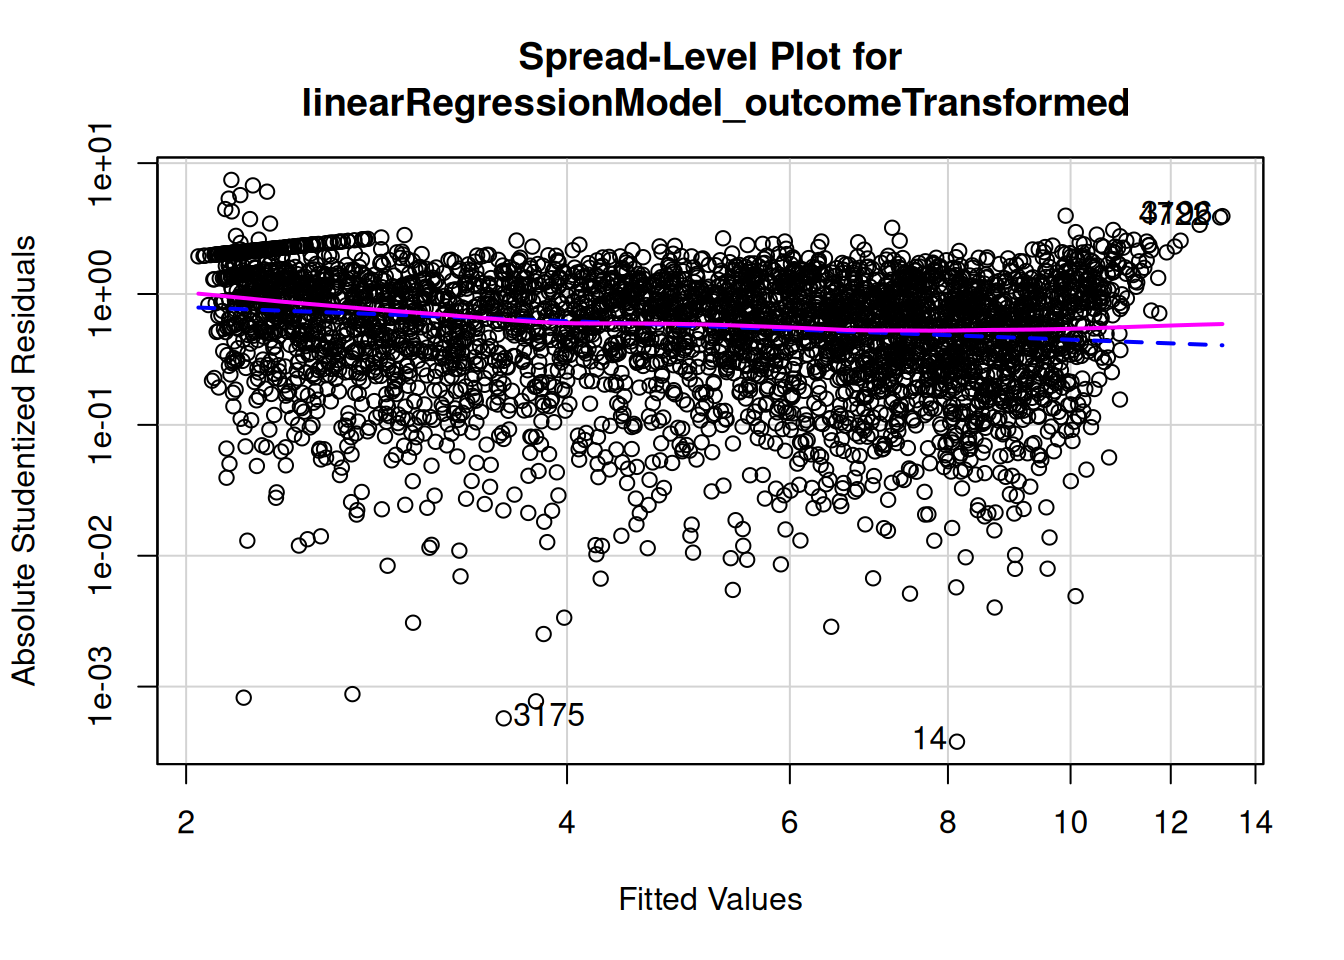 Spread-Level Plot for
linearRegressionModel_outcomeTransformed
Absolute Studentized Residuals
1e+01
1e+00
1e-01
1e-02
1e-03
3175
14
2 4 6 8 10 12 14
Fitted Values